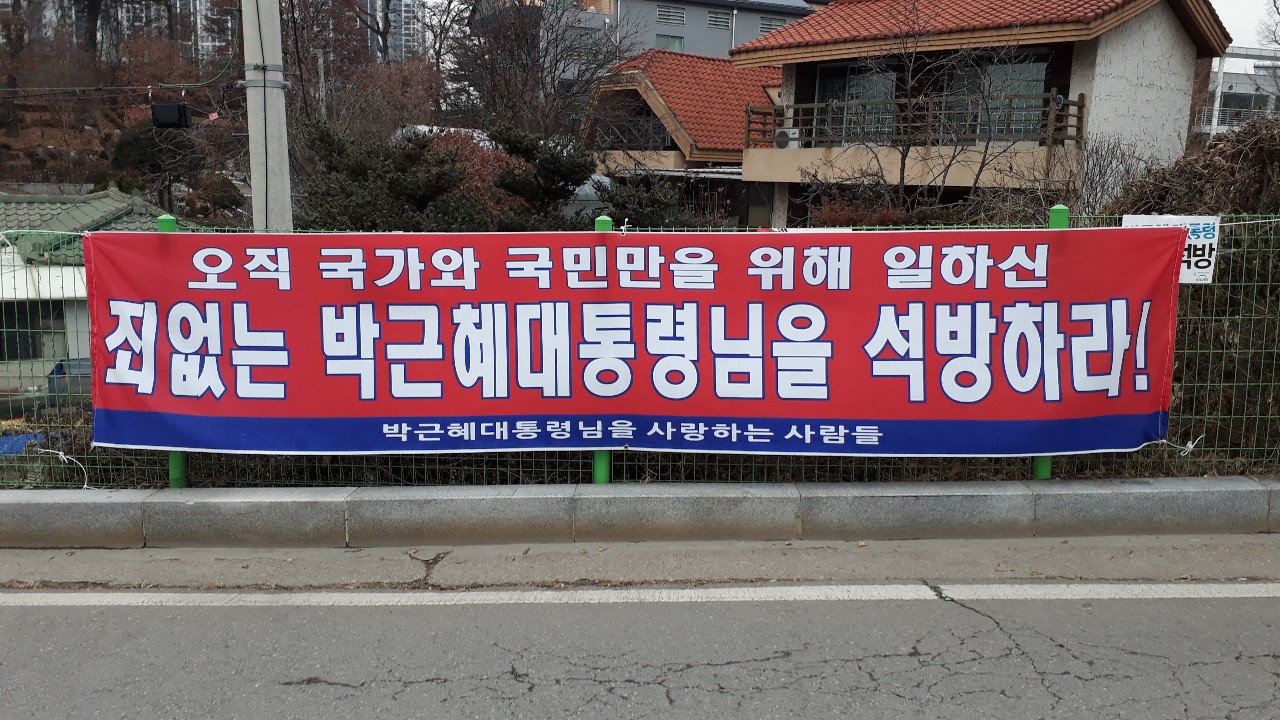 오직 국가와 국민만을 위해 일하신
죄없는 박근혜대통령님을 석방하라!
박근혜대통령님을 사랑하는 사람들